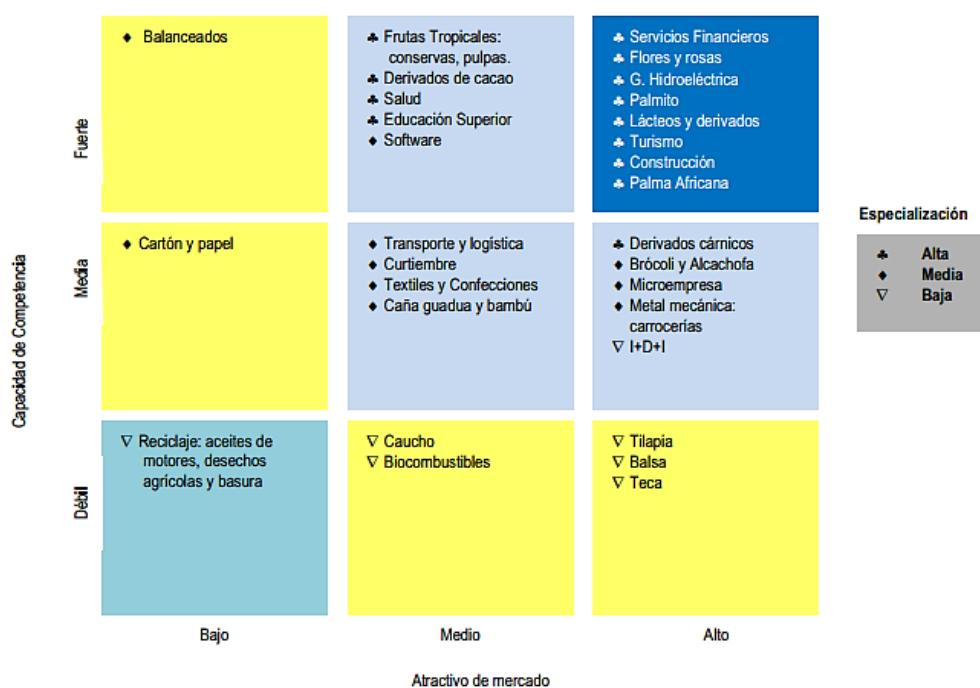 ♦ Balanceados
♣ Frutas Tropicales:
conservas, pulpas.
♣ Derivados de cacao
♣ Salud
♣ Educación Superior
♦ Software
♣ Servicios Financieros
♣ Flores y rosas
♣ G. Hidroeléctrica
♣ Palmito
♣ Lácteos y derivados
♣ Turismo
♣ Construcción
♣ Palma Africana
Fuerte
♦ Cartón y papel
♦ Transporte y logística
♦ Curtiembre
♦ Textiles y Confecciones
♦ Caña guadua y bambú
♣ Derivados cárnicos
♦ Brócoli y Alcachofa
♦ Microempresa
♦ Metal mecánica:
carrocerías
∇ I+D+I
Media
Capacidad de Competencia
Especialización
♣ Alta
♦ Media
∇ Baja
∇ Reciclaje: aceites de
motores, desechos
agrícolas y basura
∇ Caucho
∇ Biocombustibles
∇ Tilapia
∇ Balsa
∇ Teca
Débil
Bajo
Medio
Alto
Atractivo de mercado